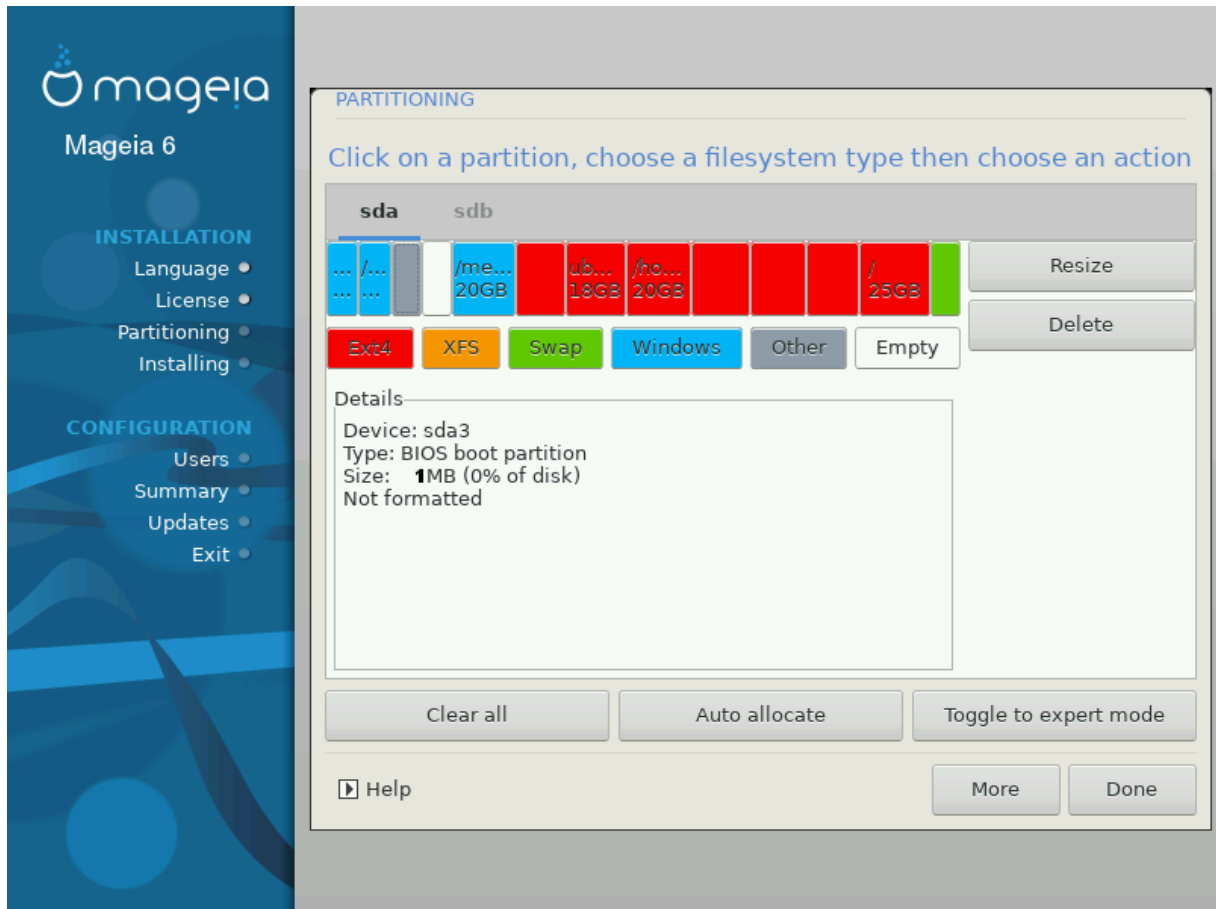 mageia
Mageia 6
INSTALLATION
Language
License
Partitioning
Installing
CONFIGURATION
Users
Summary
Updates
Exit
PARTITIONING
Click on a partition, choose a filesystem type then choose an action
sda sdb
... /... /me... ub... /ho... /
... ... 20GB 18GB 20GB 25GB
Resize
Delete
Ext4 XFS Swap Windows Other Empty
Details
Device: sda3
Type: BIOS boot partition
Size: 1MB (0% of disk)
Not formatted
Clear all Auto allocate Toggle to expert mode
Help More Done